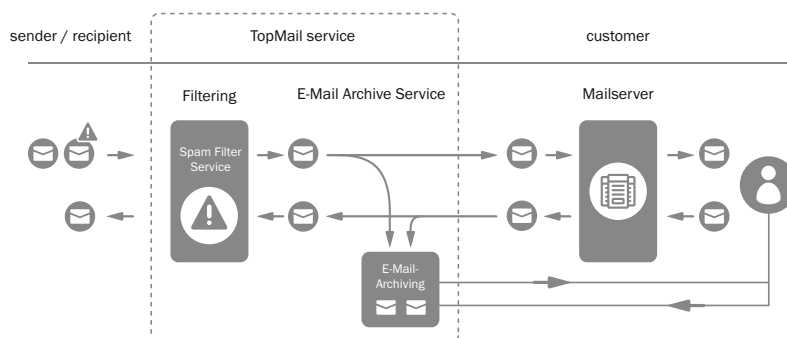 sender / recipient
TopMail service
customer
Filtering
E-Mail Archive Service
Mailserver
Spam Filter
Service
E-Mail-
Archiving